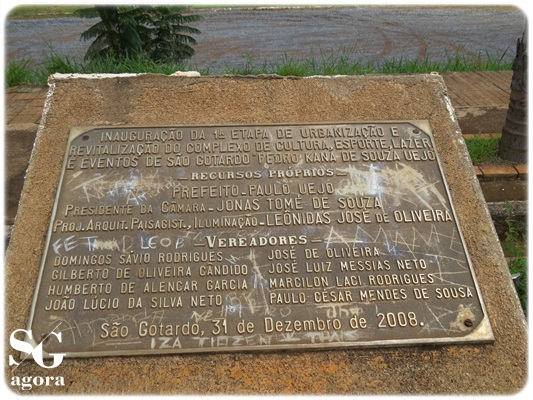 INAUGURAÇÃO DA 1ª ETAPA DE URBANIZAÇÃO E
REVITALIZAÇÃO DO COMPLEXO DE CULTURA, ESPORTE, LAZER
E EVENTOS DE SÃO GOTARDO "PEDRO KANA DE SOUZA UEJÔ"
RECURSOS PRÓPRIOS
PREFEITO - PAULO UEJO
PRESIDENTE DA CÂMARA - JONAS TOMÉ DE SOUZA
PROJ. ARQUIT. PAISAGIST., ILUMINAÇÃO - LEÔNIDAS JOSÉ DE OLIVEIRA
VEREADORES
DOMINGOS SÁVIO RODRIGUES JOSÉ DE OLIVEIRA
GILBERTO DE OLIVEIRA CANDIDO JOSÉ LUIZ MESSIAS NETO
HUMBERTO DE ALENCAR GARCIA MARCILON LACI RODRIGUES
JOÃO LÚCIO DA SILVA NETO PAULO CÉSAR MENDES DE SOUSA
SÃO GOTARDO, 31 DE DEZEMBRO DE 2008.
SG
agora